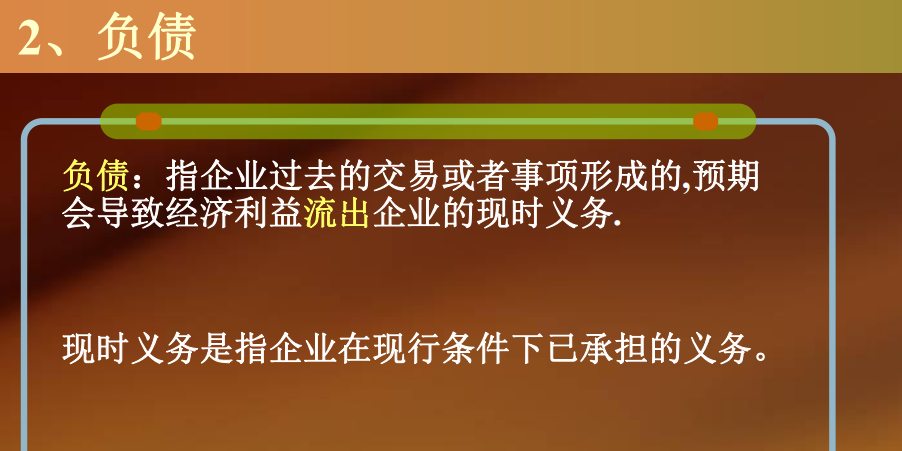 2、负债
负债：指企业过去的交易或者事项形成的,预期
会导致经济利益流出企业的现时义务.
现时义务是指企业在现行条件下已承担的义务。